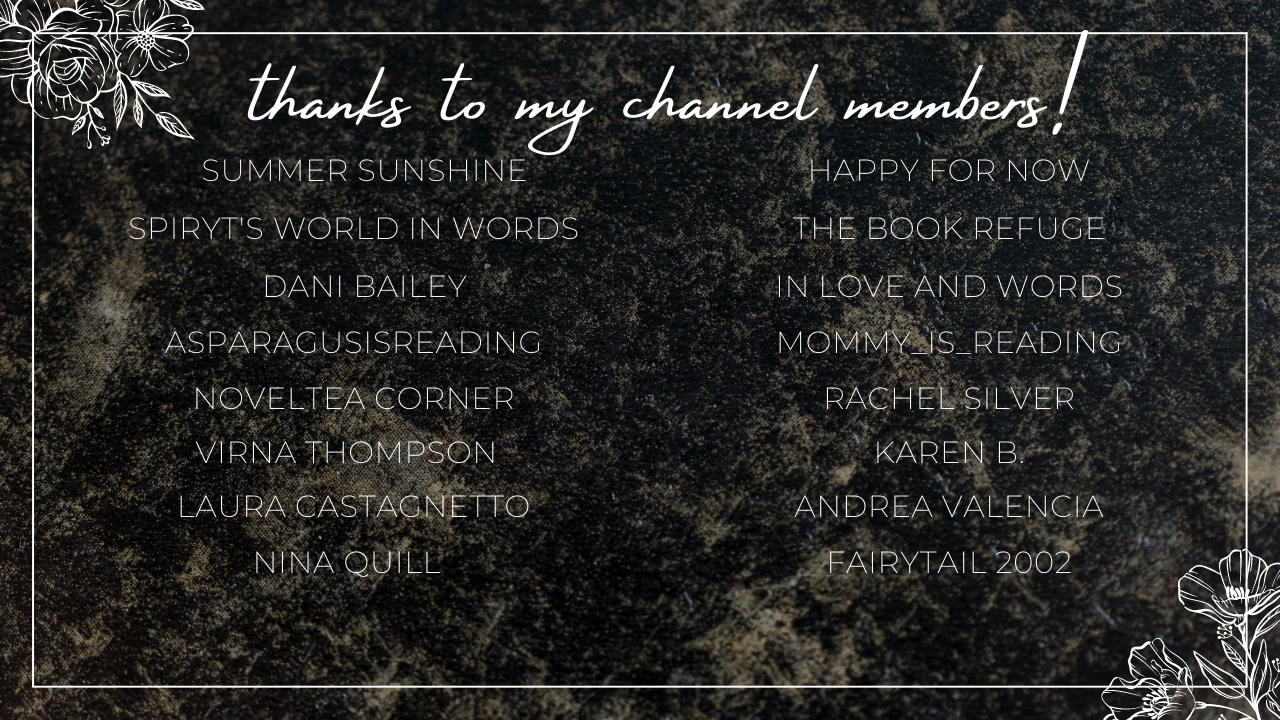 thanks to my channel members!
SUMMER SUNSHINE
SPIRYT'S WORLD IN WORDS
DANI BAILEY
ASPARAGUSISREADING
NOVELTEA CORNER
VIRNA THOMPSON
LAURA CASTAGNETTO
NINA QUILL
HAPPY FOR NOW
THE BOOK REFUGE
IN LOVE AND WORDS
MOMMY_IS_READING
RACHEL SILVER
KAREN B.
ANDREA VALENCIA
FAIRYTAIL 2002